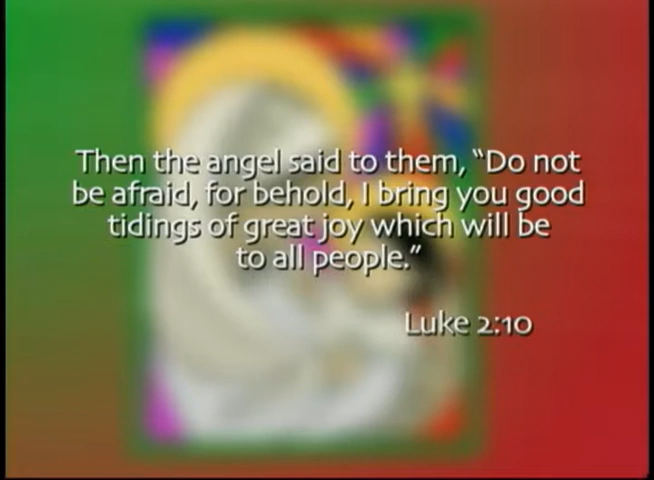 Then the angel said to them, “Do not
be afraid, for behold, I bring you good
tidings of great joy which will be
to all people.”
Luke 2:10